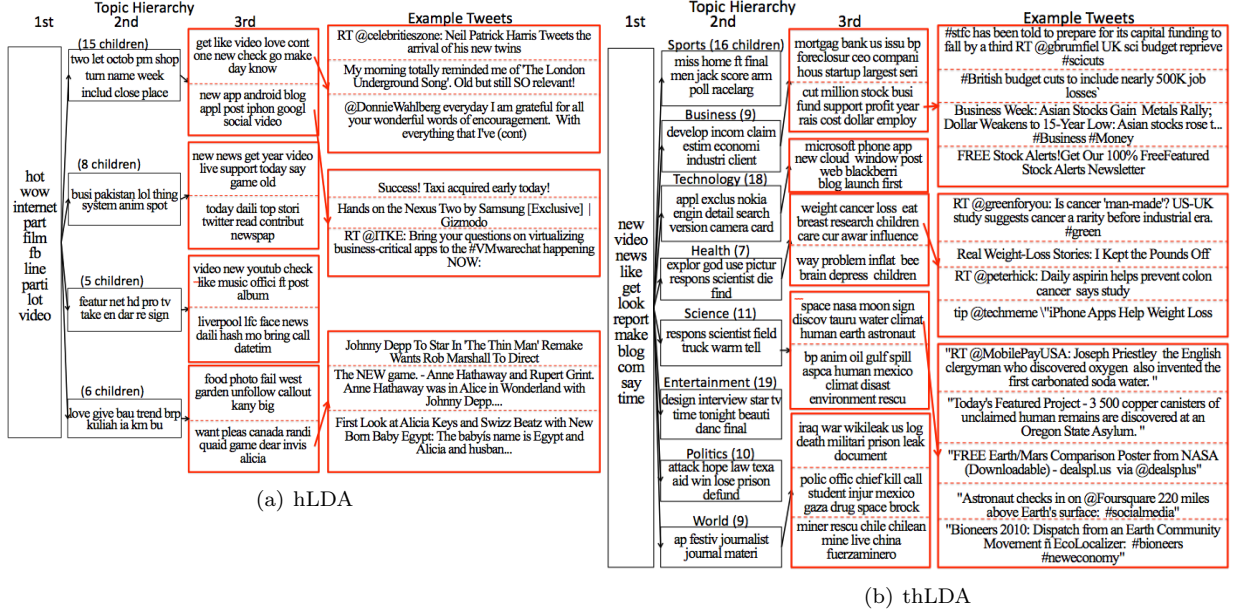 Topic Hierarchy
1st
2nd
3rd
Example Tweets
hot
wow
internet
part
film
fb
line
parti
lot
video
(15 children)
two let octob pm shop
turn name week
includ close place
(8 children)
busi pakistan lol thing
system anim spot
(5 children)
featur net hd pro tv
take en dar re sign
(6 children)
love give bau trend brp
kuliah ia km bu
get like video love cont
one new check go make
day know
new app android blog
appl post iphon googl
social video
new news get year video
live support today say
game old
today daili top stori
twitter read contribut
newspap
video new youtub check
like music offici ft post
album
liverpool lfc face news
daili hash mo bring call
datetim
food photo fail west
garden unfollow callout
kany big
want pleas canada randi
quaid game dear invis
alicia
RT @celebritieszone: Neil Patrick Harris Tweets the
arrival of his new twins
My morning totally reminded me of 'The London
Underground Song'. Old but still SO relevant!
@DonnieWahlberg everyday I am grateful for all
your wonderful words of encouragement.  With
everything that I've (cont)
Success! Taxi acquired early today!
Hands on the Nexus Two by Samsung [Exclusive] |
Gizmodo
RT @ITKE: Bring your questions on virtualizing
business-critical apps to the #VMwarechat happening
NOW:
Johnny Depp To Star In 'The Thin Man' Remake
Wants Rob Marshall To Direct
The NEW game. - Anne Hathaway and Rupert Grint.
Anne Hathaway was in Alice in Wonderland with
Johnny Depp....
First Look at Alicia Keys and Swizz Beatz with New
Born Baby Egypt: The babyís name is Egypt and
Alicia and husban...
(a) hLDA
Topic Hierarchy
1st
2nd
3rd
Example Tweets
new
video
news
like
get
look
report
make
blog
com
say
time
Sports (16 children)
miss home ft final
men jack score arm
poll racelarg
Business (9)
develop incom claim
estim economi
industri client
Technology (18)
appl exclus nokia
engin detail search
version camera card
Health (7)
explor god use pictur
respons scientist die
find
Science (11)
respons scientist field
truck warm tell
Entertainment (19)
design interview star tv
time tonight beauti
danc final
Politics (10)
attack hope law texa
aid win lose prison
defund
World (9)
ap festiv journalist
journal materi
mortgag bank us issu bp
foreclosur ceo compani
hous startup largest seri
cut million stock busi
fund support profit year
rais cost dollar employ
microsoft phone app
new cloud  window post
web blackberri
blog launch first
weight cancer loss  eat
breast research children
care cur awar influence
way problem inflat  bee
brain depress  children
space nasa moon sign
discov tauru water climat
human earth astronaut
bp anim oil gulf spill
aspca human mexico
climat disast
environment rescu
iraq war wikileak us log
death militari prison leak
document
polic offic chief kill call
student injur mexico
gaza drug space brock
miner rescu chile chilean
mine live china
fuerzaminero
#stfc has been told to prepare for its capital funding to
fall by a third RT @gbrumfiel UK sci budget reprieve
#scicuts
#British budget cuts to include nearly 500K job
losses`
Business Week: Asian Stocks Gain  Metals Rally;
Dollar Weakens to 15-Year Low: Asian stocks rose t...
#Business #Money
FREE Stock Alerts!Get Our 100% FreeFeatured
Stock Alerts Newsletter
RT @greenforyou: Is cancer 'man-made'? US-UK
study suggests cancer a rarity before industrial era.
#green
Real Weight-Loss Stories: I Kept the Pounds Off
RT @peterhick: Daily aspirin helps prevent colon
cancer  says study
tip @techmeme \"iPhone Apps Help Weight Loss
"RT @MobilePayUSA: Joseph Priestley  the English
clergyman who discovered oxygen  also invented the
first carbonated soda water. "
"Today's Featured Project - 3 500 copper canisters of
unclaimed human remains are discovered at an
Oregon State Asylum. "
"FREE Earth/Mars Comparison Poster from NASA
(Downloadable) - dealspl.us  via @dealsplus"
"Astronaut checks in on @Foursquare 220 miles
above Earth's surface:  #socialmedia"
"Bioneers 2010: Dispatch from an Earth Community
Movement ñ EcoLocalizer:  #bioneers
#neweconomy"
(b) thLDA